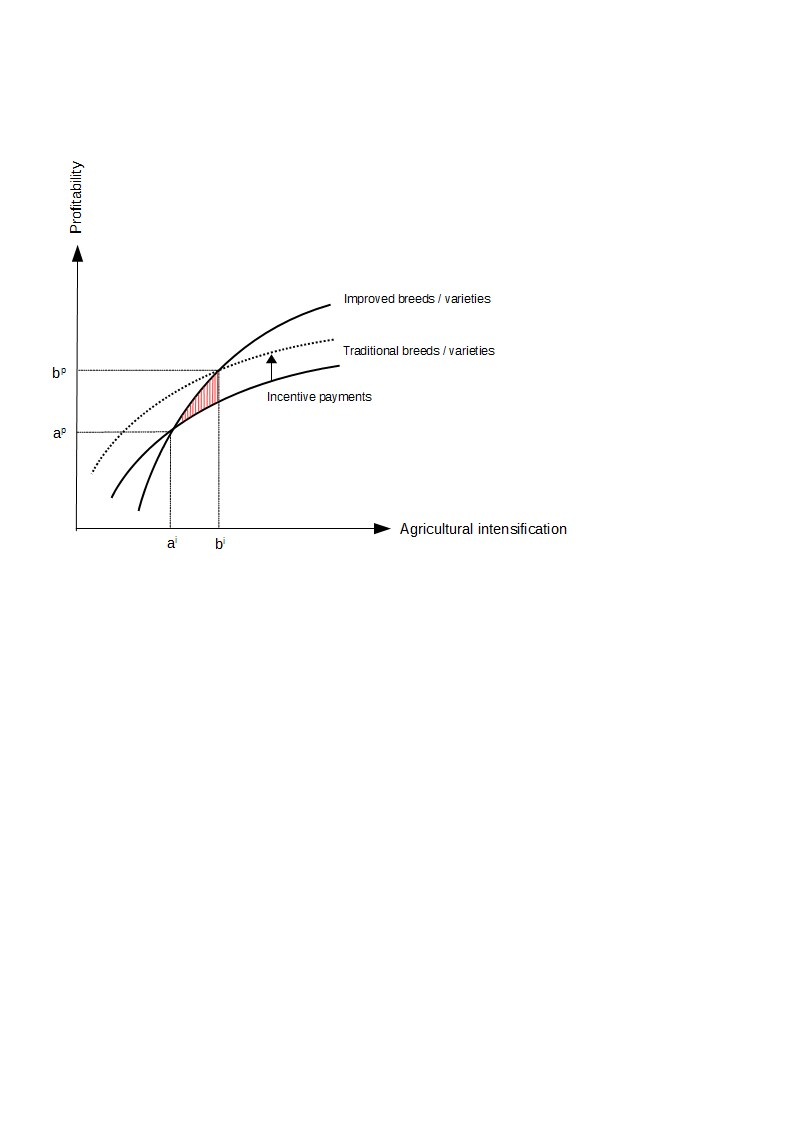 Profitability
Improved breeds / varieties
Traditional breeds / varieties
bᵖ
Incentive payments
aᵖ
Agricultural intensification
aⁱ
bⁱ